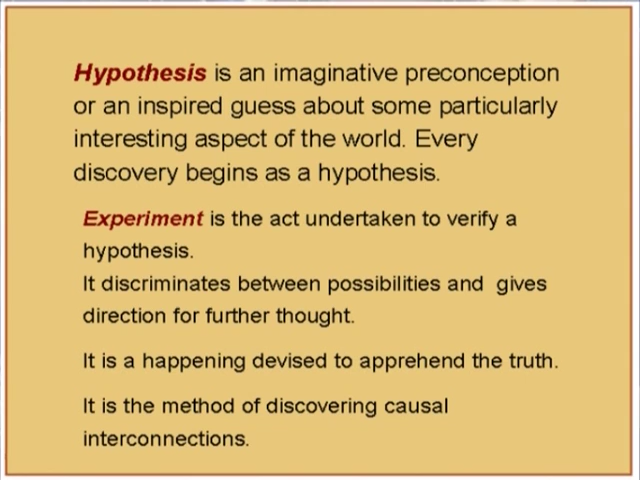 Hypothesis is an imaginative preconception
or an inspired guess about some particularly
interesting aspect of the world. Every
discovery begins as a hypothesis.
Experiment is the act undertaken to verify a
hypothesis.
It discriminates between possibilities and gives
direction for further thought.
It is a happening devised to apprehend the truth.
It is the method of discovering causal
interconnections.